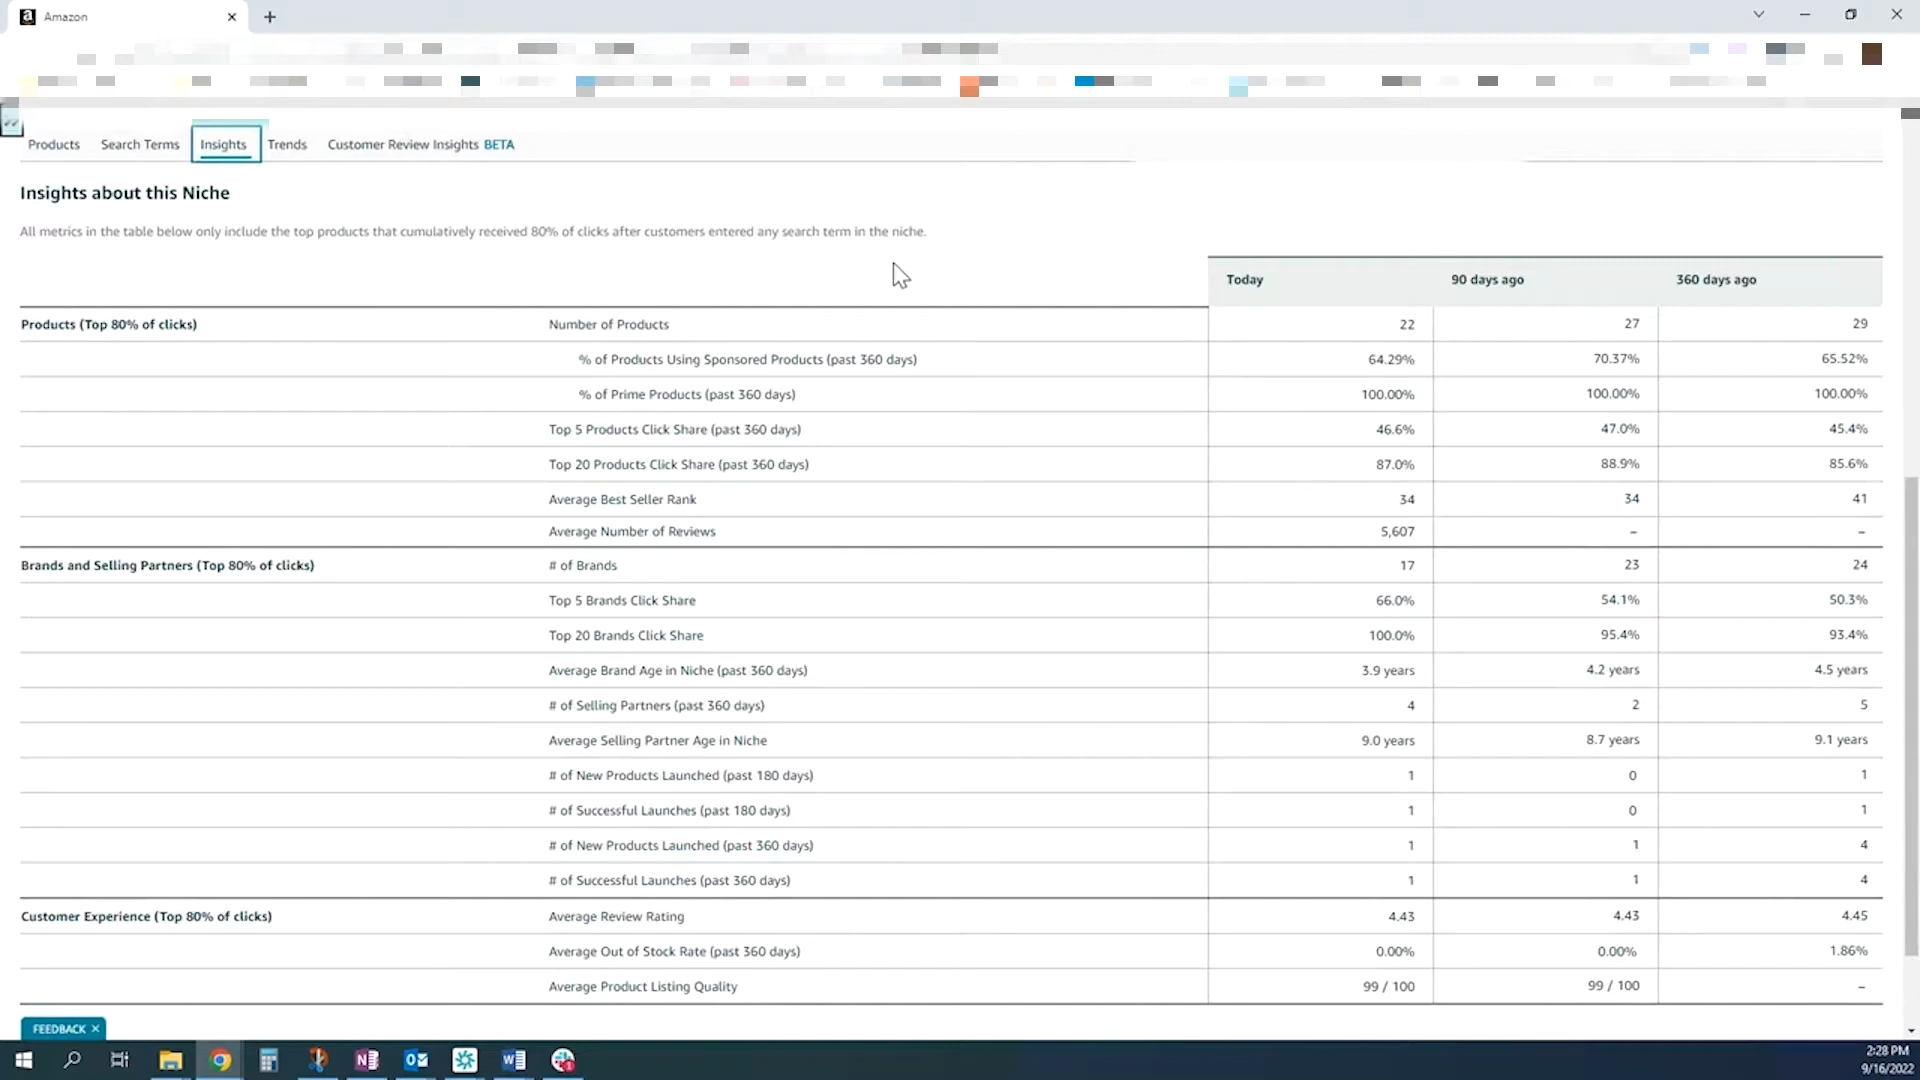 Amazon
Products Search Terms Insights Trends Customer Review Insights BETA
Insights about this Niche
All metrics in the table below only include the top products that cumulatively received 80% of clicks after customers entered any search term in the niche.
Today 90 days ago 360 days ago
Products (Top 80% of clicks) Number of Products 22 27 29
% of Products Using Sponsored Products (past 360 days) 64.29% 70.37% 65.52%
% of Prime Products (past 360 days) 100.00% 100.00% 100.00%
Top 5 Products Click Share (past 360 days) 46.6% 47.0% 45.4%
Top 20 Products Click Share (past 360 days) 87.0% 88.9% 85.6%
Average Best Seller Rank 34 34 41
Average Number of Reviews 5,607 – –
Brands and Selling Partners (Top 80% of clicks) # of Brands 17 23 24
Top 5 Brands Click Share 66.0% 54.1% 50.3%
Top 20 Brands Click Share 100.0% 95.4% 93.4%
Average Brand Age in Niche (past 360 days) 3.9 years 4.2 years 4.5 years
# of Selling Partners (past 360 days) 4 2 5
Average Selling Partner Age in Niche 9.0 years 8.7 years 9.1 years
# of New Products Launched (past 180 days) 1 0 1
# of Successful Launches (past 180 days) 1 0 1
# of New Products Launched (past 360 days) 1 1 4
# of Successful Launches (past 360 days) 1 1 4
Customer Experience (Top 80% of clicks) Average Review Rating 4.43 4.43 4.45
Average Out of Stock Rate (past 360 days) 0.00% 0.00% 1.86%
Average Product Listing Quality 99 / 100 99 / 100 –
FEEDBACK
2:28 PM
9/16/2022